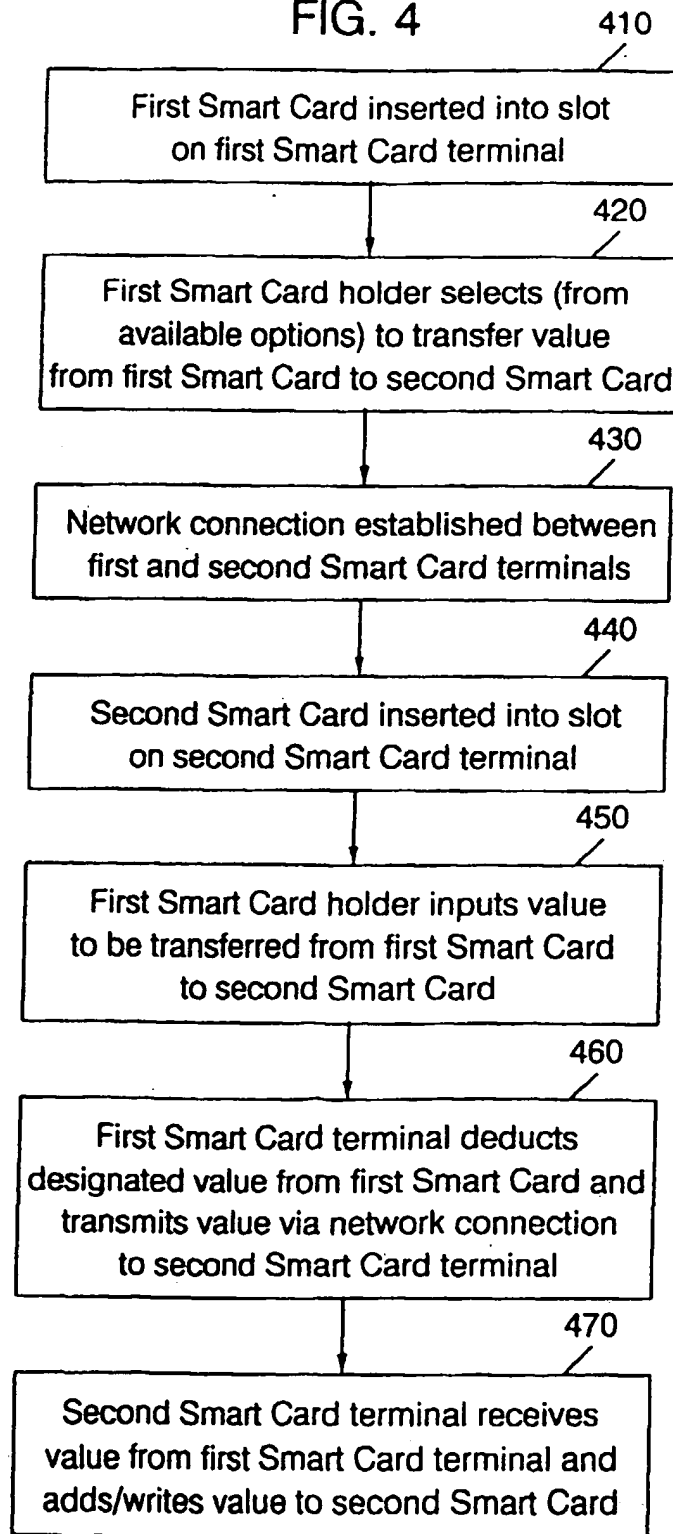 FIG. 4
410
First Smart Card inserted into slot
on first Smart Card terminal
420
First Smart Card holder selects (from
available options) to transfer value
from first Smart Card to second Smart Card
430
Network connection established between
first and second Smart Card terminals
440
Second Smart Card inserted into slot
on second Smart Card terminal
450
First Smart Card holder inputs value
to be transferred from first Smart Card
to second Smart Card
460
First Smart Card terminal deducts
designated value from first Smart Card and
transmits value via network connection
to second Smart Card terminal
470
Second Smart Card terminal receives
value from first Smart Card terminal and
adds/writes value to second Smart Card